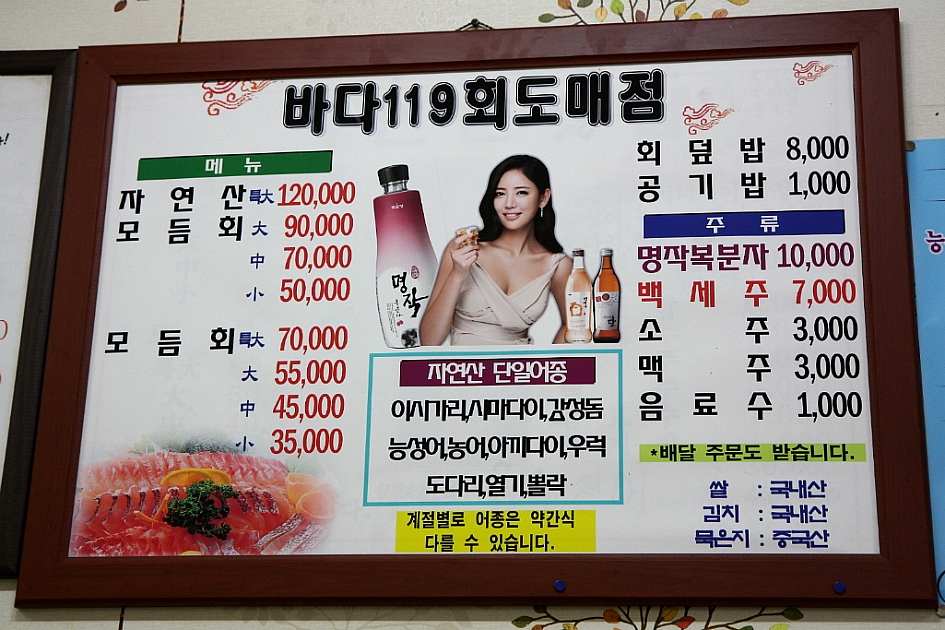 바다119회도매점
메 뉴
자 연 산 特大 120,000
모 듬 회 大 90,000
中 70,000
小 50,000
모 듬 회 特大 70,000
大 55,000
中 45,000
小 35,000
명작
자연산 단일어종
이시가리,시마다이,감성돔
능성어,농어,아끼다이,우럭
도다리,열기,뽈락
계절별로 어종은 약간식
다를 수 있습니다.
회 덮 밥 8,000
공 기 밥 1,000
주 류
명작복분자 10,000
백 세 주 7,000
소 주 3,000
맥 주 3,000
음 료 수 1,000
*배달 주문도 받습니다.
쌀 : 국내산
김치 : 국내산
묵은지 : 중국산